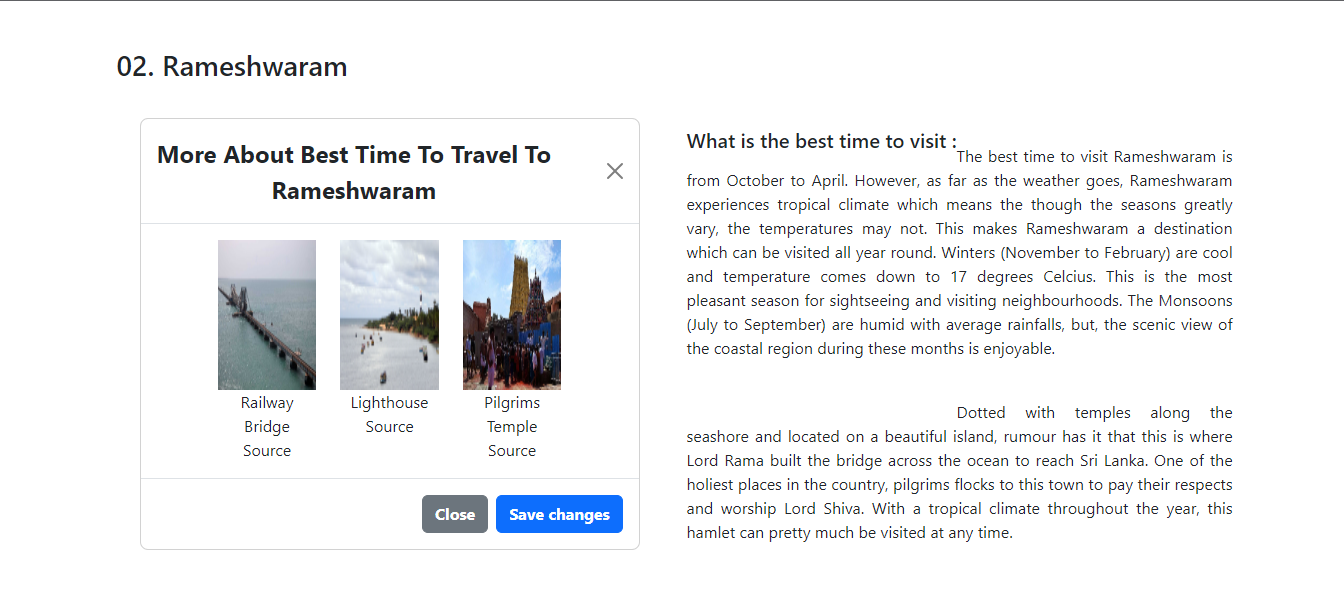 02. Rameshwaram
More About Best Time To Travel To
Rameshwaram
Railway
Bridge
Source
Lighthouse
Source
Pilgrims
Temple
Source
Close
Save changes
What is the best time to visit :
The best time to visit Rameshwaram is
from October to April. However, as far as the weather goes, Rameshwaram
experiences tropical climate which means the though the seasons greatly
vary, the temperatures may not. This makes Rameshwaram a destination
which can be visited all year round. Winters (November to February) are cool
and temperature comes down to 17 degrees Celcius. This is the most
pleasant season for sightseeing and visiting neighbourhoods. The Monsoons
(July to September) are humid with average rainfalls, but, the scenic view of
the coastal region during these months is enjoyable.
Dotted with temples along the
seashore and located on a beautiful island, rumour has it that this is where
Lord Rama built the bridge across the ocean to reach Sri Lanka. One of the
holiest places in the country, pilgrims flocks to this town to pay their respects
and worship Lord Shiva. With a tropical climate throughout the year, this
hamlet can pretty much be visited at any time.